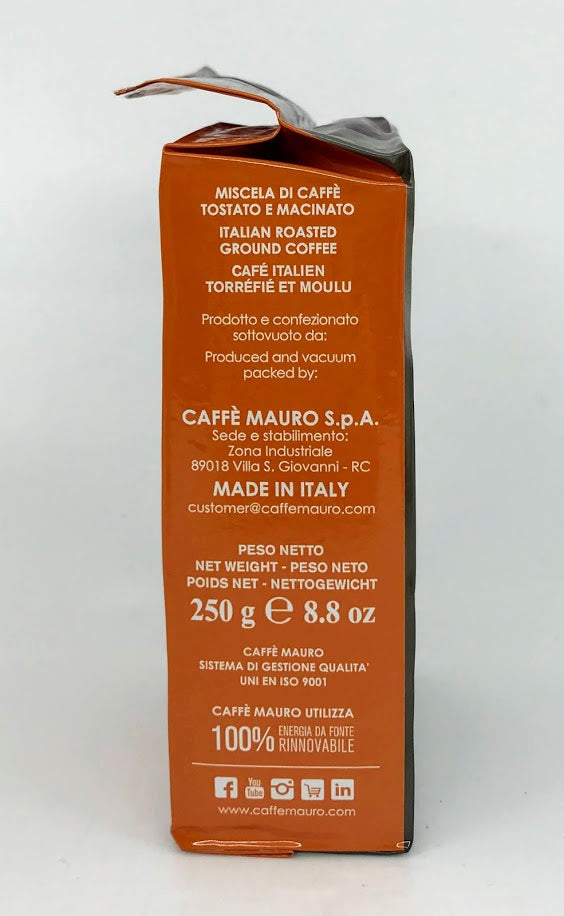 MISCELA DI CAFFÈ
TOSTATO E MACINATO
ITALIAN ROASTED
GROUND COFFEE
CAFÉ ITALIEN
TORRÉFIÉ ET MOULU
Prodotto e confezionato
sottovuoto da:
Produced and vacuum
packed by:
CAFFÈ MAURO S.p.A.
Sede e stabilimento:
Zona Industriale
89018 Villa S. Giovanni - RC
MADE IN ITALY
customer@caffemauro.com
PESO NETTO
NET WEIGHT - PESO NETO
POIDS NET - NETTOGEWICHT
250 g ℮ 8.8 oz
CAFFÈ MAURO
SISTEMA DI GESTIONE QUALITA'
UNI EN ISO 9001
CAFFÈ MAURO UTILIZZA
100% ENERGIA DA FONTE
RINNOVABILE
f You Tube in
www.caffemauro.com